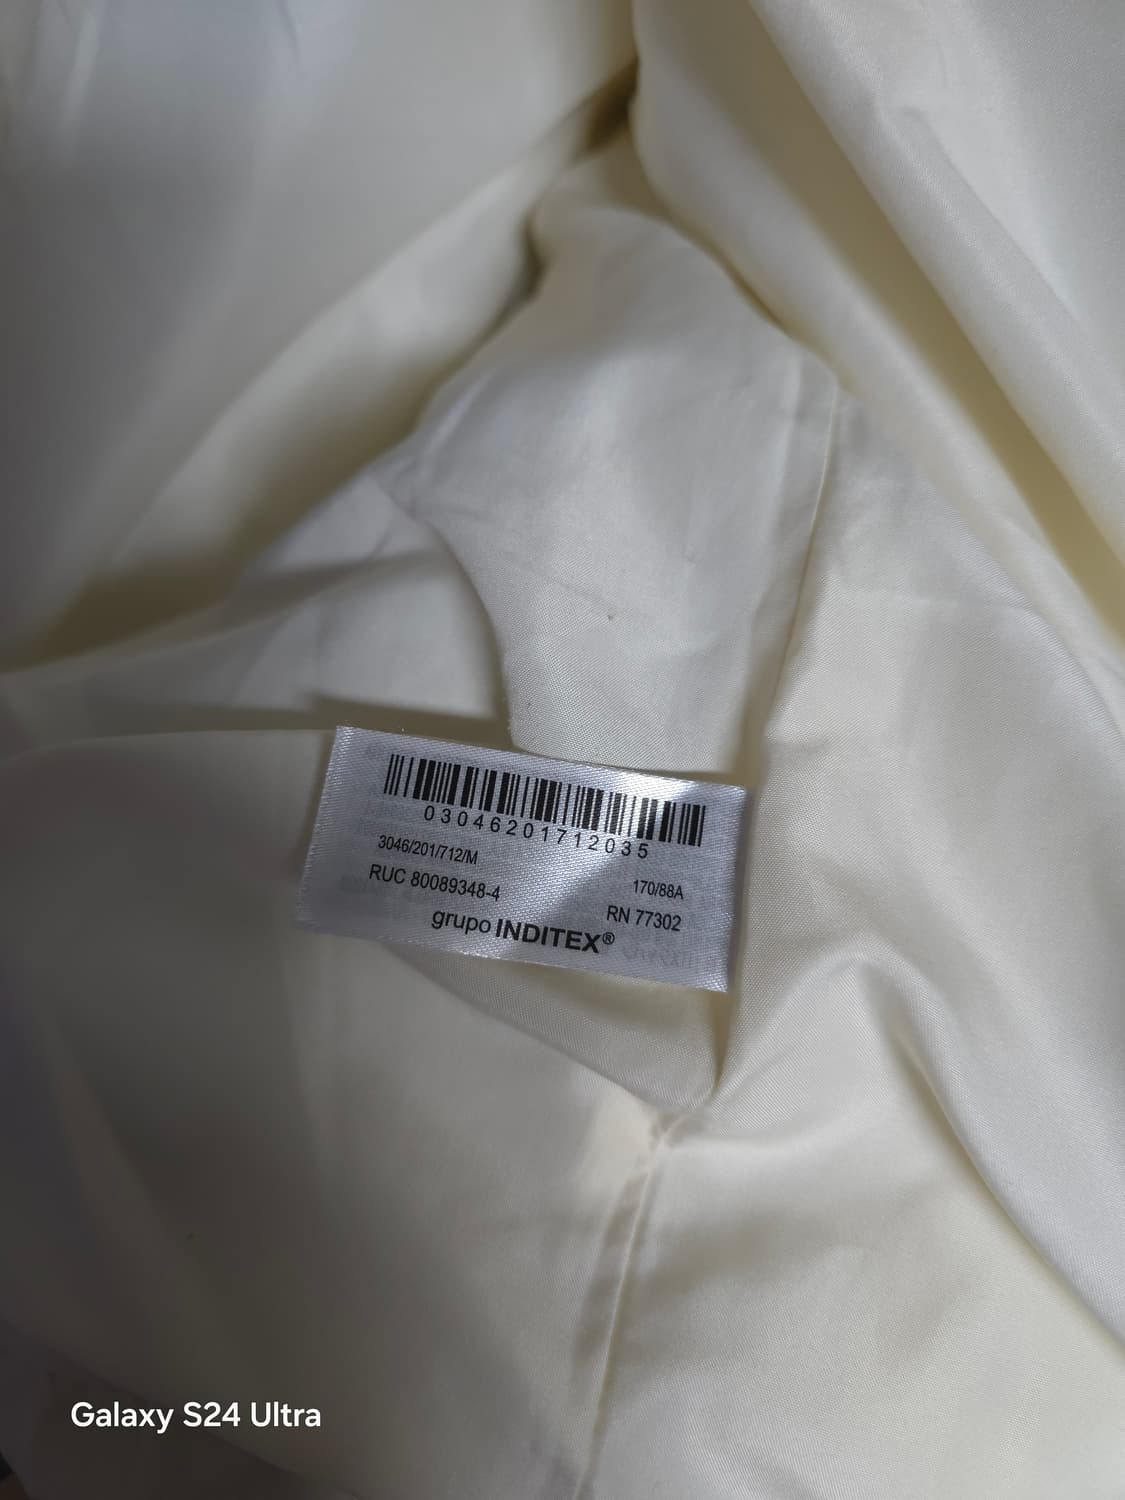 03046201712035
3046/201/712/M
170/88A
RUC 80089348-4
RN 77302
grupo INDITEX®
Galaxy S24 Ultra